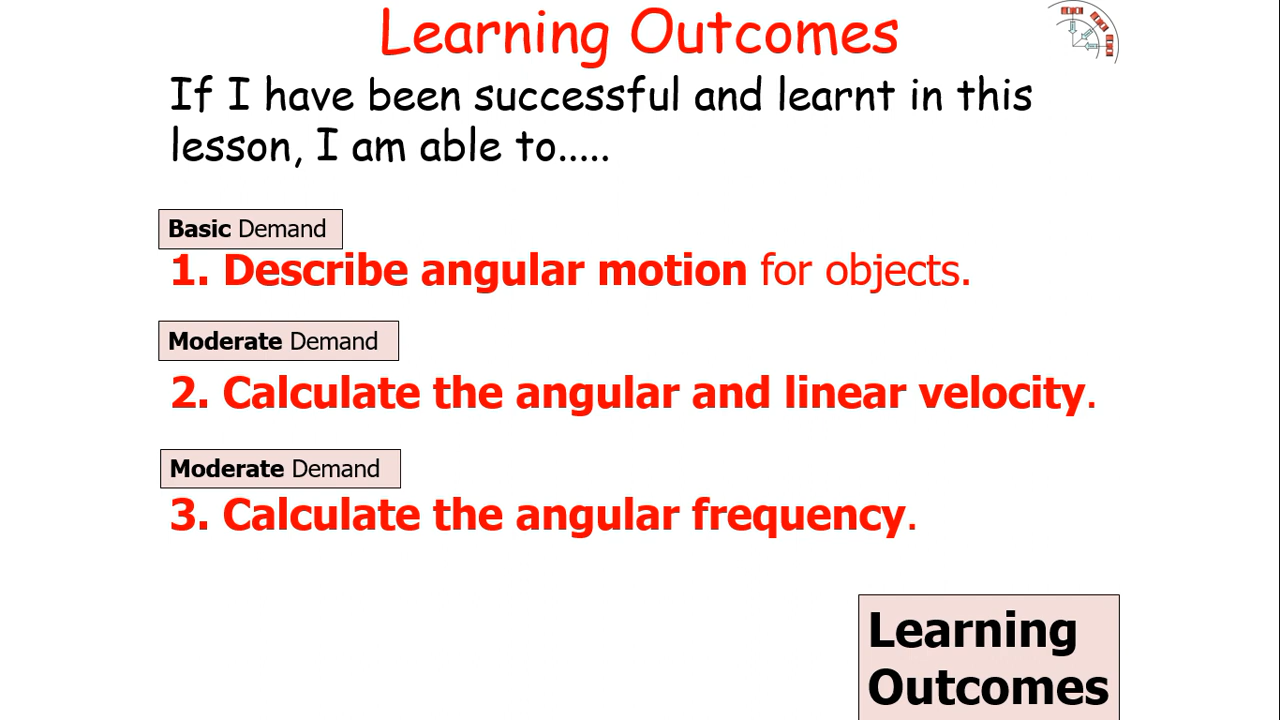 Learning Outcomes
If I have been successful and learnt in this
lesson, I am able to.....
Basic Demand
1. Describe angular motion for objects.
Moderate Demand
2. Calculate the angular and linear velocity.
Moderate Demand
3. Calculate the angular frequency.
Learning
Outcomes